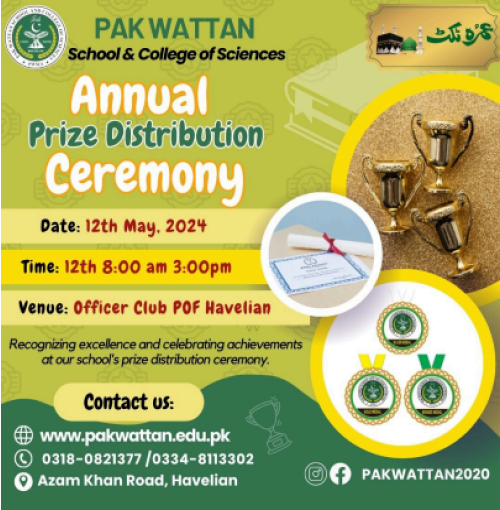 PAK WATTAN
School & College of Sciences
عمرہ ٹکٹ
Annual
Prize Distribution
Ceremony
Date: 12th May, 2024
Time: 12th 8:00 am 3:00pm
Venue: Officer Club POF Havelian
Recognizing excellence and celebrating achievements
at our school's prize distribution ceremony.
Contact us:
www.pakwattan.edu.pk
0318-0821377 /0334-8113302
Azam Khan Road, Havelian
PAKWATTAN2020